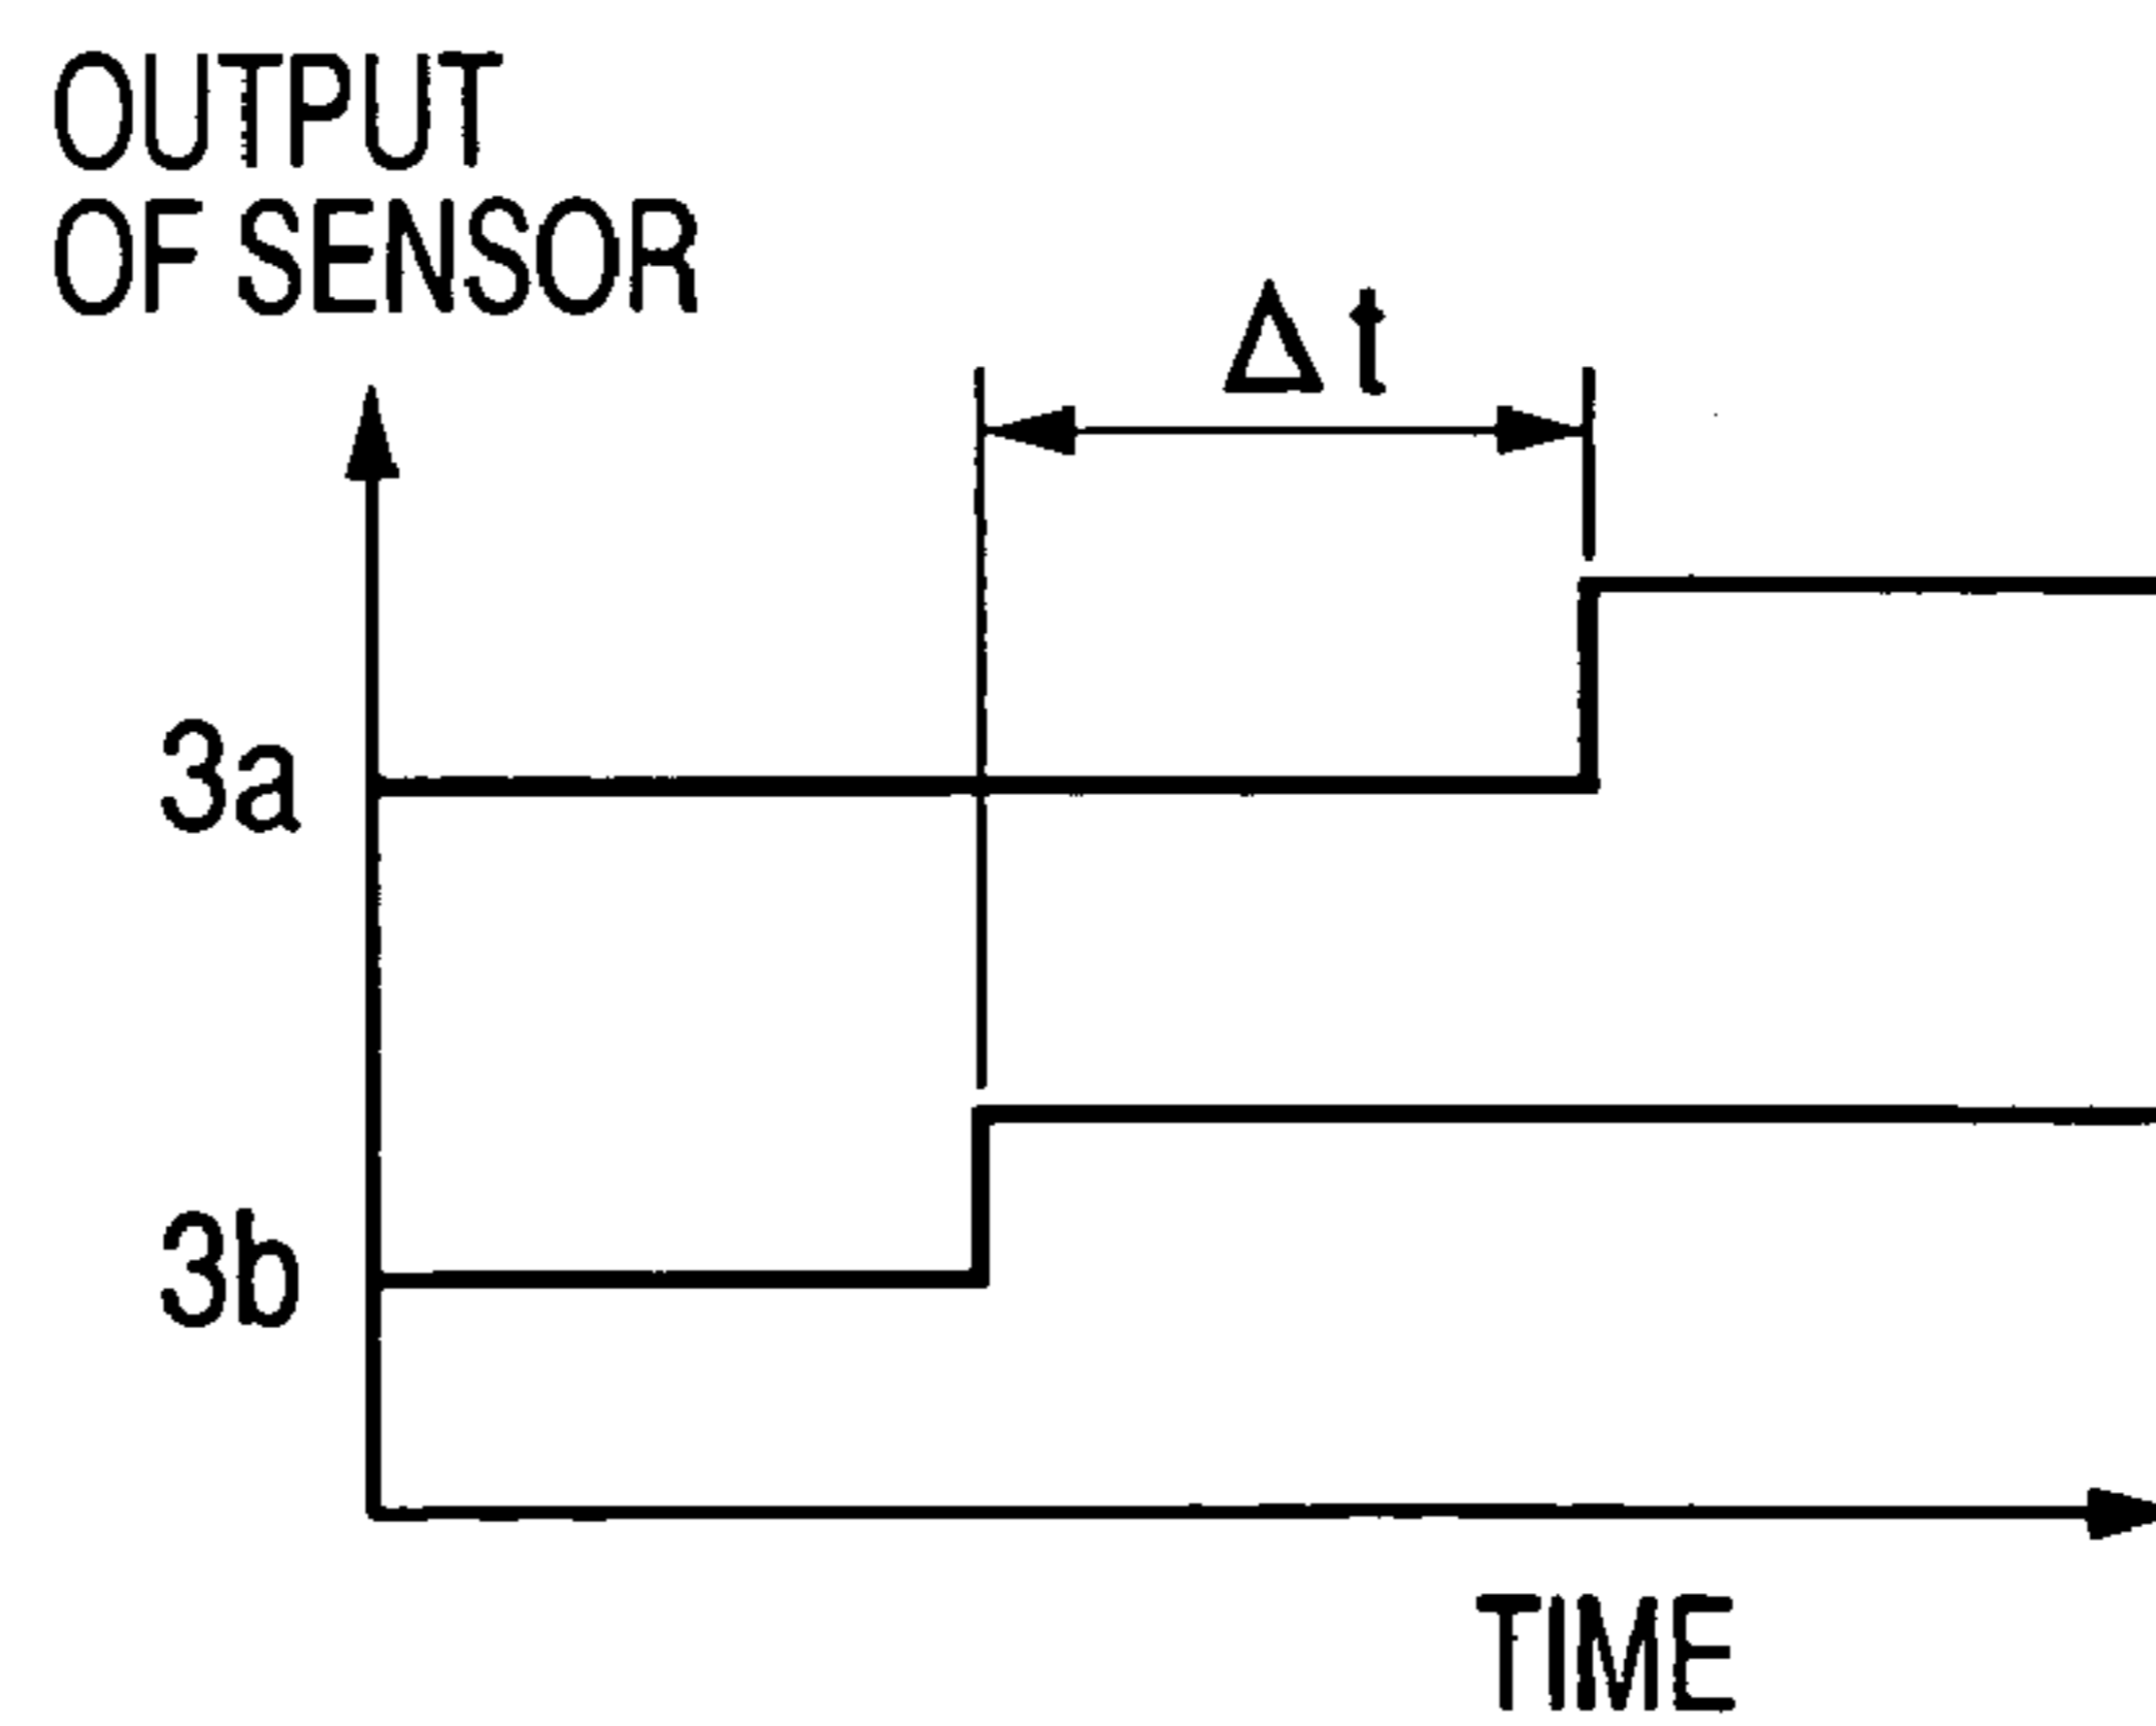 OUTPUT
OF SENSOR
Δt
3a
3b
TIME